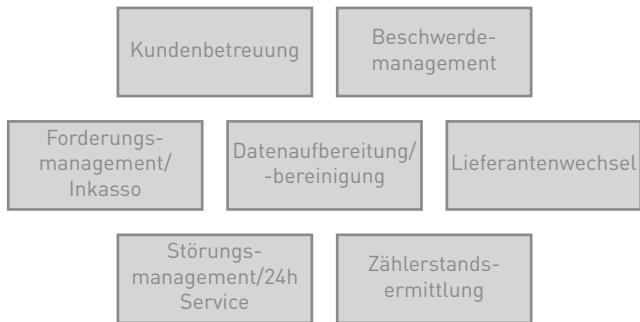 Kundenbetreuung
Beschwerde-
management
Forderungs-
management/
Inkasso
Datenaufbereitung/
-bereinigung
Lieferantenwechsel
Störungs-
management/24h
Service
Zählerstands-
ermittlung